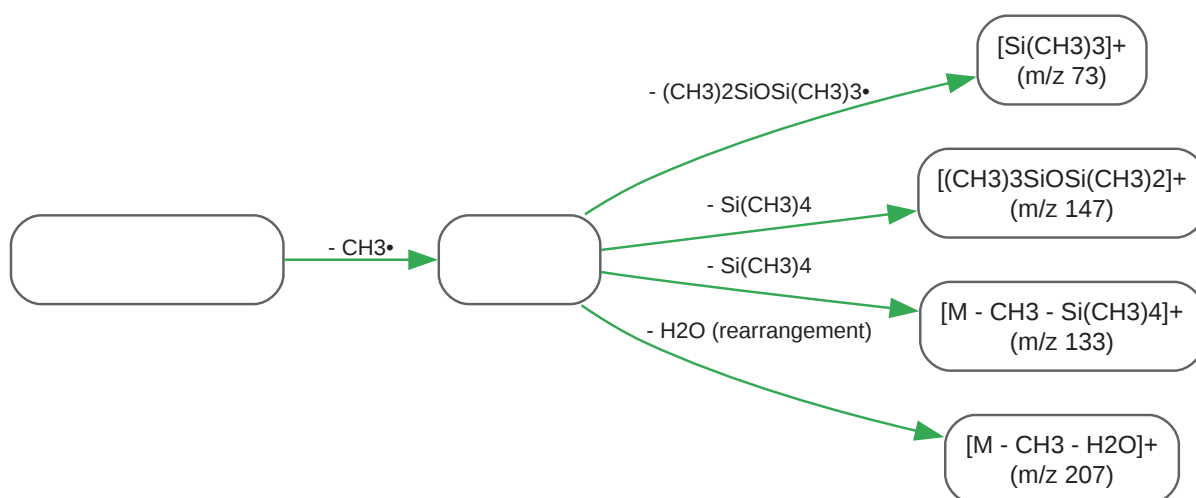 [Si(CH3)3]+
(m/z 73)
- (CH3)2SiOSi(CH3)3•
[(CH3)3SiOSi(CH3)2]+
(m/z 147)
- Si(CH3)4
- CH3•
- Si(CH3)4
[M - CH3 - Si(CH3)4]+
(m/z 133)
- H2O (rearrangement)
[M - CH3 - H2O]+
(m/z 207)